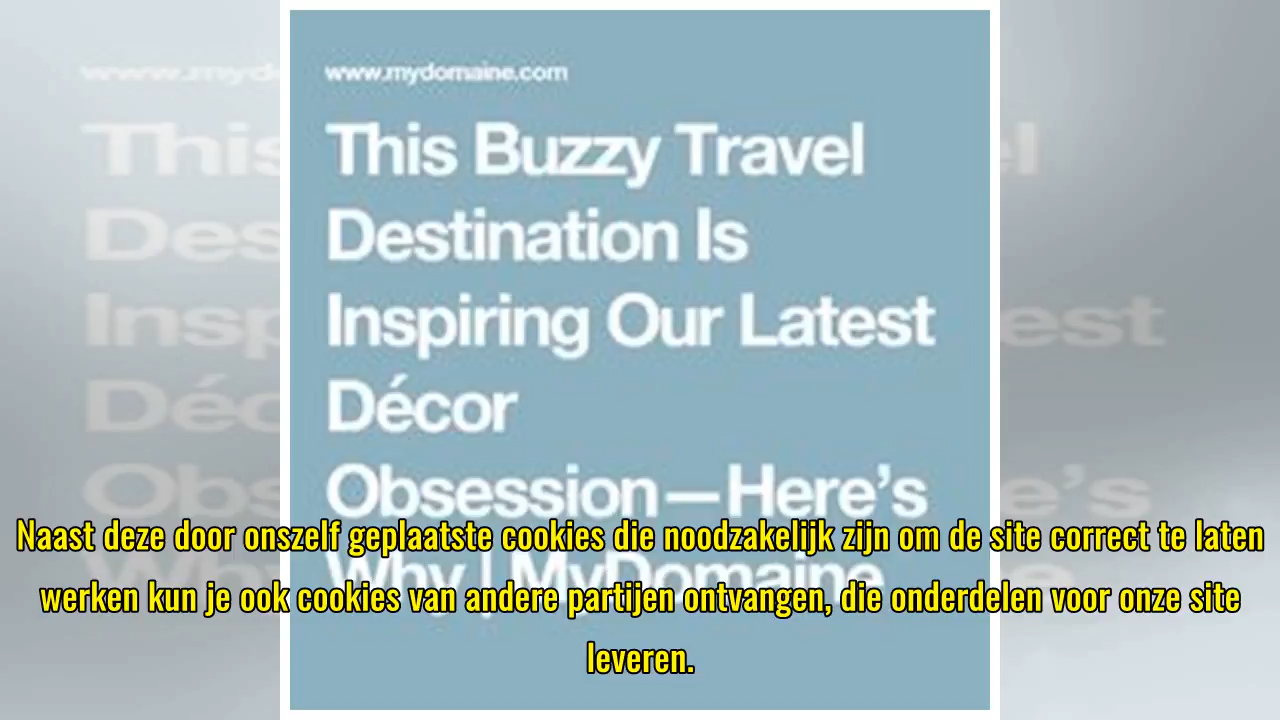 www.mydomaine.com
This Buzzy Travel
Destination Is
Inspiring Our Latest
Décor
Obsession—Here's
Why | MyDomaine
Naast deze door onszelf geplaatste cookies die noodzakelijk zijn om de site correct te laten
werken kun je ook cookies van andere partijen ontvangen, die onderdelen voor onze site
leveren.